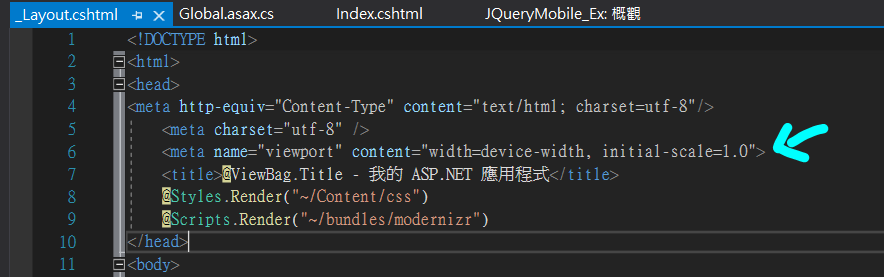 _Layout.cshtml Global.asax.cs Index.cshtml JQueryMobile_Ex: 概觀
1 <!DOCTYPE html>
2 <html>
3 <head>
4 <meta http-equiv="Content-Type" content="text/html; charset=utf-8"/>
5 <meta charset="utf-8" />
6 <meta name="viewport" content="width=device-width, initial-scale=1.0">
7 <title>@ViewBag.Title - 我的 ASP.NET 應用程式</title>
8 @Styles.Render("~/Content/css")
9 @Scripts.Render("~/bundles/modernizr")
10 </head>
11 <body>